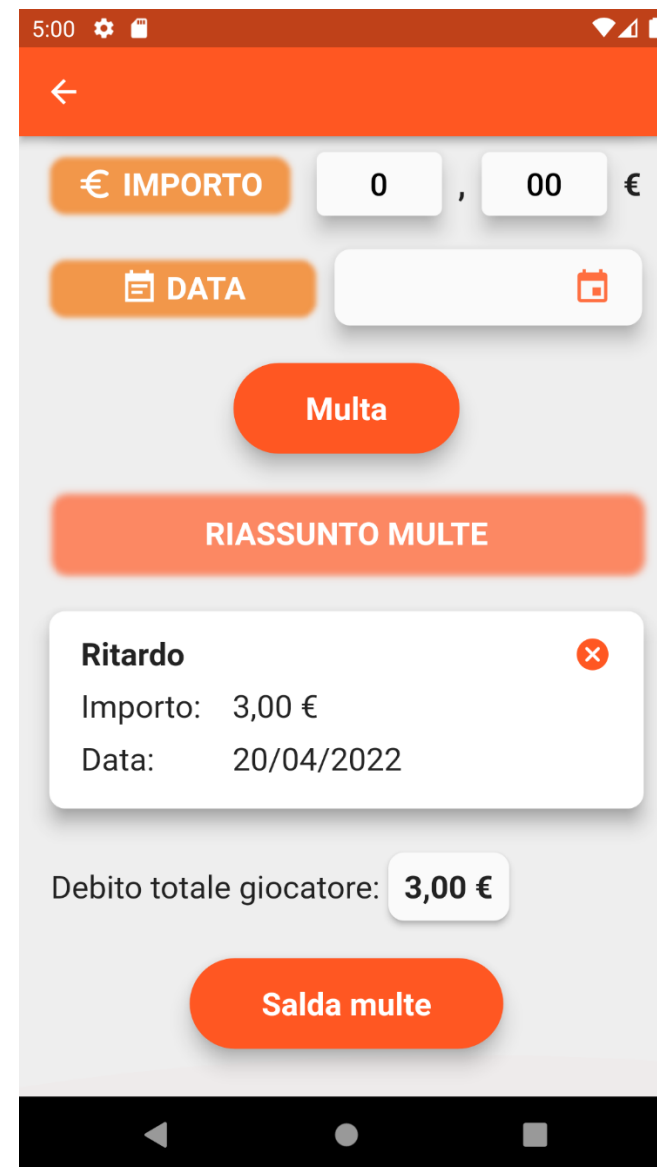 5:00
€ IMPORTO 0 , 00 €
DATA
Multa
RIASSUNTO MULTE
Ritardo
Importo: 3,00 €
Data: 20/04/2022
Debito totale giocatore: 3,00 €
Salda multe